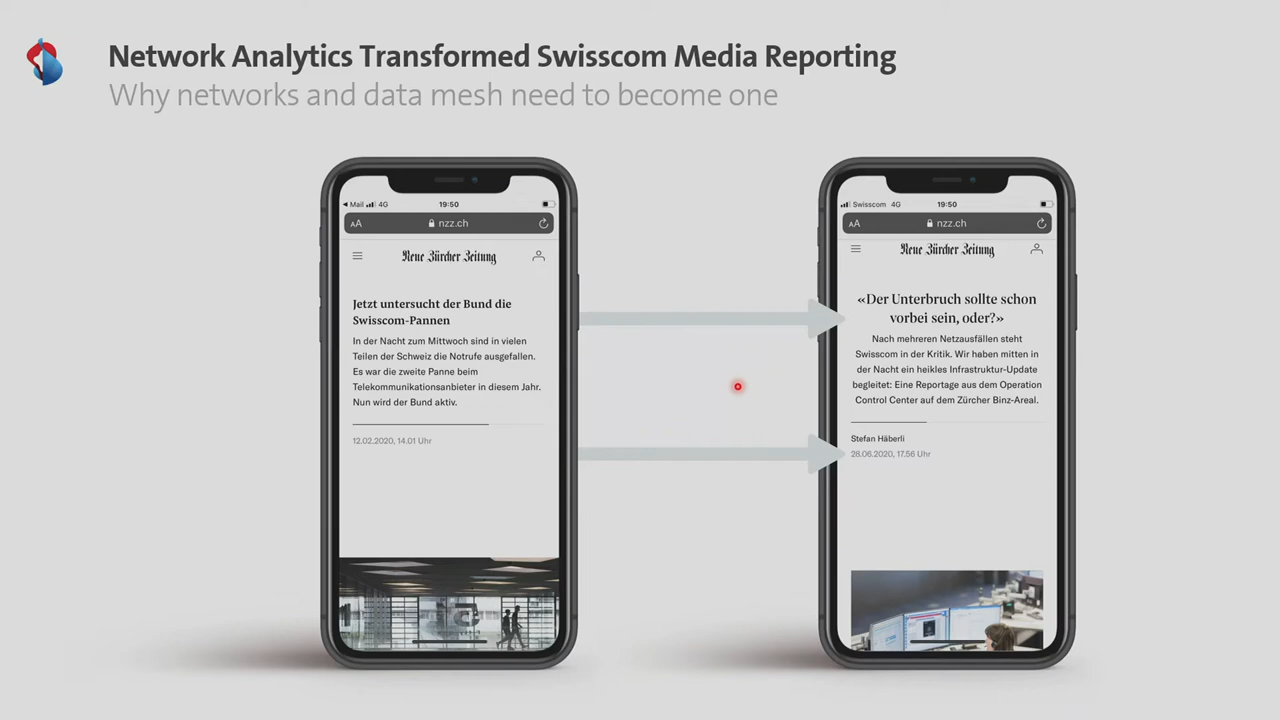 Network Analytics Transformed Swisscom Media Reporting
Why networks and data mesh need to become one
Mail 4G 19:50
AA nzz.ch
Neue Zürcher Zeitung
Jetzt untersucht der Bund die
Swisscom-Pannen
In der Nacht zum Mittwoch sind in vielen
Teilen der Schweiz die Notrufe ausgefallen.
Es war die zweite Panne beim
Telekommunikationsanbieter in diesem Jahr.
Nun wird der Bund aktiv.
12.02.2020, 14.01 Uhr
Swisscom 4G 19:50
AA nzz.ch
Neue Zürcher Zeitung
«Der Unterbruch sollte schon
vorbei sein, oder?»
Nach mehreren Netzausfällen steht
Swisscom in der Kritik. Wir haben mitten in
der Nacht ein heikles Infrastruktur-Update
begleitet: Eine Reportage aus dem Operation
Control Center auf dem Zürcher Binz-Areal.
Stefan Häberli
28.06.2020, 17.56 Uhr